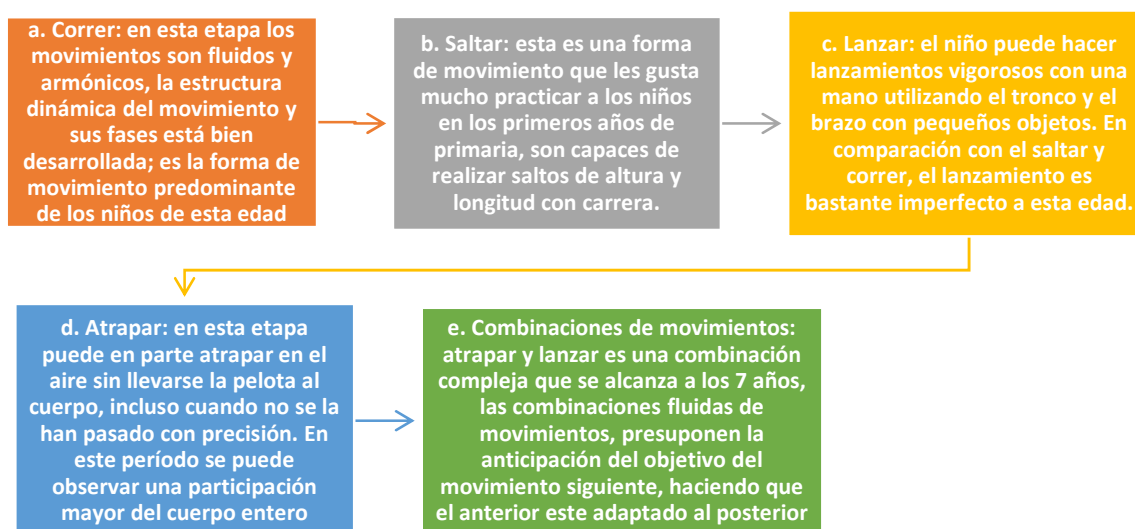 a. Correr: en esta etapa los
movimientos son fluidos y
armónicos, la estructura
dinámica del movimiento y
sus fases está bien
desarrollada; es la forma de
movimiento predominante
de los niños de esta edad
b. Saltar: esta es una forma
de movimiento que les gusta
mucho practicar a los niños
en los primeros años de
primaria, son capaces de
realizar saltos de altura y
longitud con carrera.
c. Lanzar: el niño puede hacer
lanzamientos vigorosos con una
mano utilizando el tronco y el
brazo con pequeños objetos. En
comparación con el saltar y
correr, el lanzamiento es
bastante imperfecto a esta edad.
d. Atrapar: en esta etapa
puede en parte atrapar en el
aire sin llevarse la pelota al
cuerpo, incluso cuando no se la
han pasado con precisión. En
este período se puede
observar una participación
mayor del cuerpo entero
e. Combinaciones de movimientos:
atrapar y lanzar es una combinación
compleja que se alcanza a los 7 años,
las combinaciones fluidas de
movimientos, presuponen la
anticipación del objetivo del
movimiento siguiente, haciendo que
el anterior este adaptado al posterior